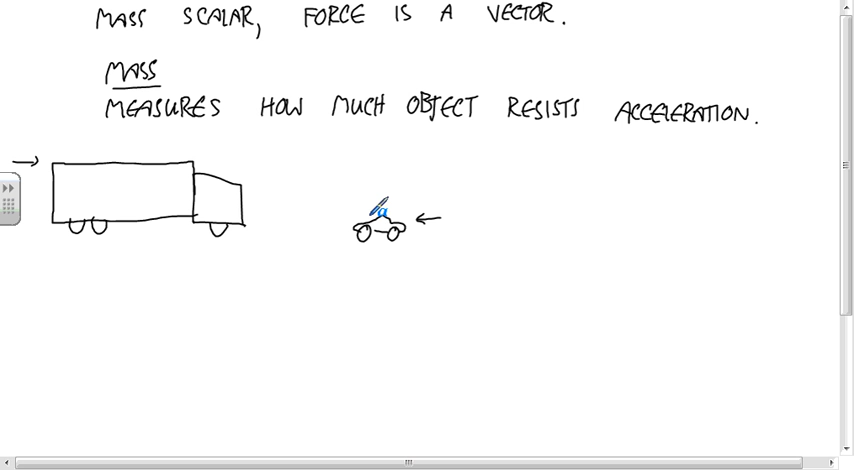 MASS SCALAR, FORCE IS A VECTOR.
MASS
MEASURES HOW MUCH OBJECT RESISTS ACCELERATION.